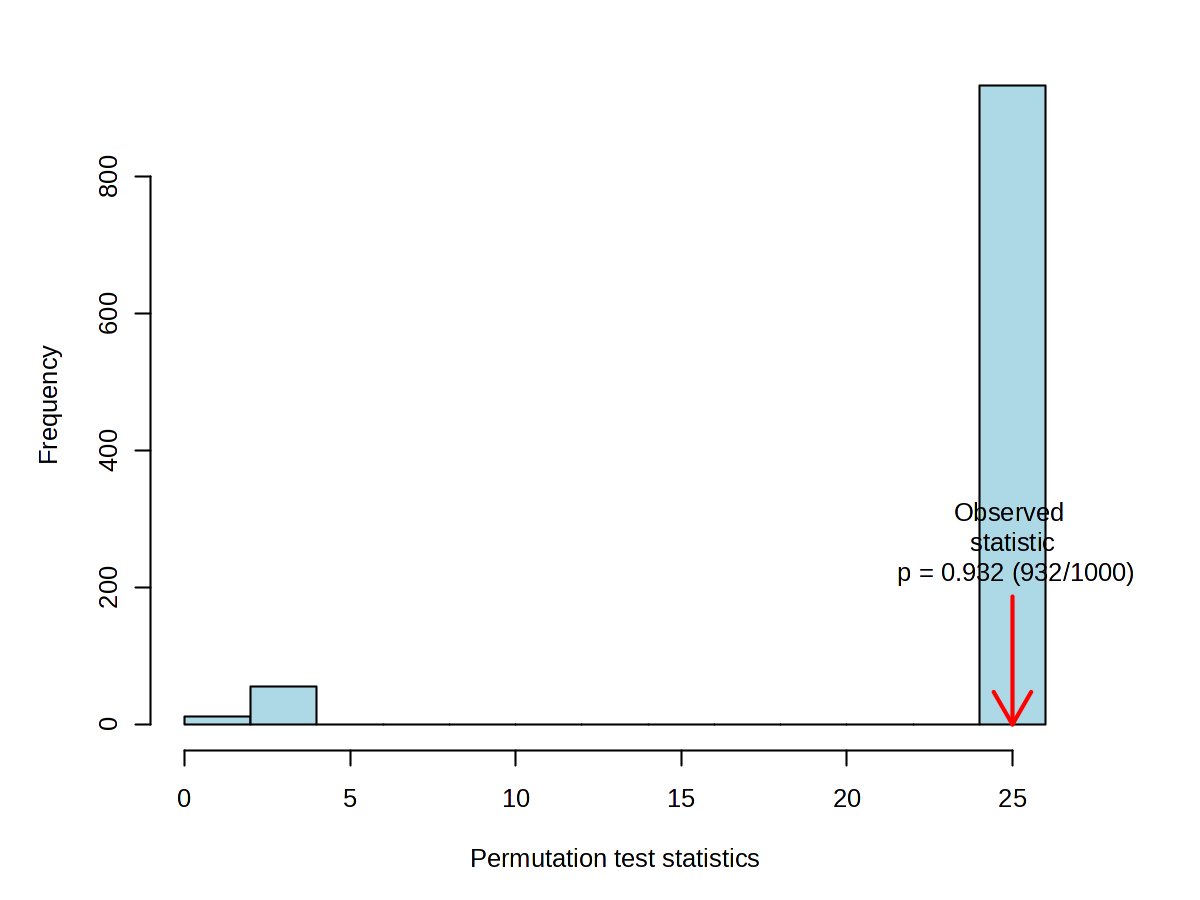 800
600
400
200
0
Frequency
Observed
statistic
p = 0.932 (932/1000)
0 5 10 15 20 25
Permutation test statistics